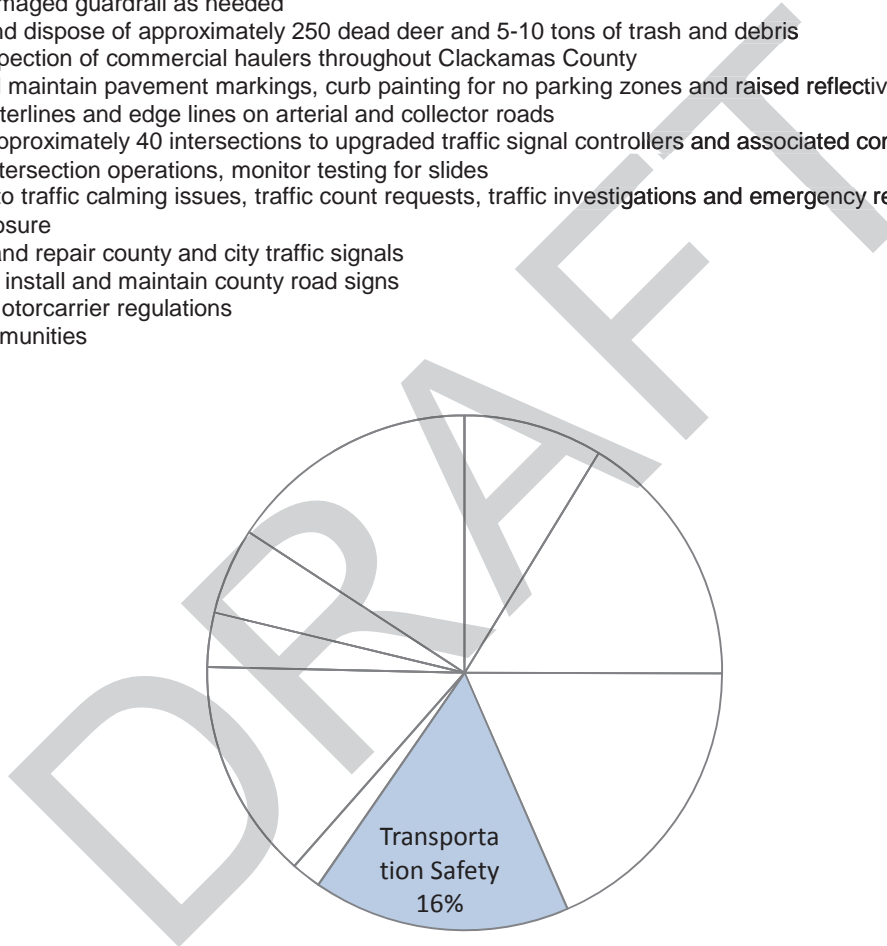 maged guardrail as needed
nd dispose of approximately 250 dead deer and 5-10 tons of trash and debris
pection of commercial haulers throughout Clackamas County
maintain pavement markings, curb painting for no parking zones and raised reflectiv
terlines and edge lines on arterial and collector roads
pproximately 40 intersections to upgraded traffic signal controllers and associated cor
tersection operations, monitor testing for slides
to traffic calming issues, traffic count requests, traffic investigations and emergency re
osure
and repair county and city traffic signals
install and maintain county road signs
otorcarrier regulations
munities
DRAFT
Transporta
tion Safety
16%